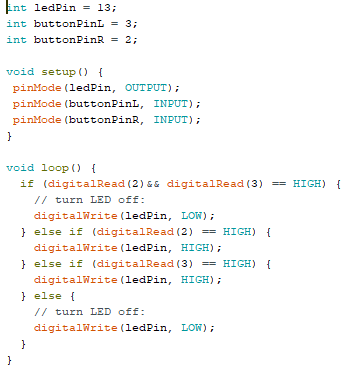 int ledPin = 13;
int buttonPinL = 3;
int buttonPinR = 2;

void setup() {
 pinMode(ledPin, OUTPUT);
 pinMode(buttonPinL, INPUT);
 pinMode(buttonPinR, INPUT);
}

void loop() {
  if (digitalRead(2)&& digitalRead(3) == HIGH) {
    // turn LED off:
    digitalWrite(ledPin, LOW);
  } else if (digitalRead(2) == HIGH) {
    digitalWrite(ledPin, HIGH);
  } else if (digitalRead(3) == HIGH) {
    digitalWrite(ledPin, HIGH);
  } else {
    // turn LED off:
    digitalWrite(ledPin, LOW);
  }
}